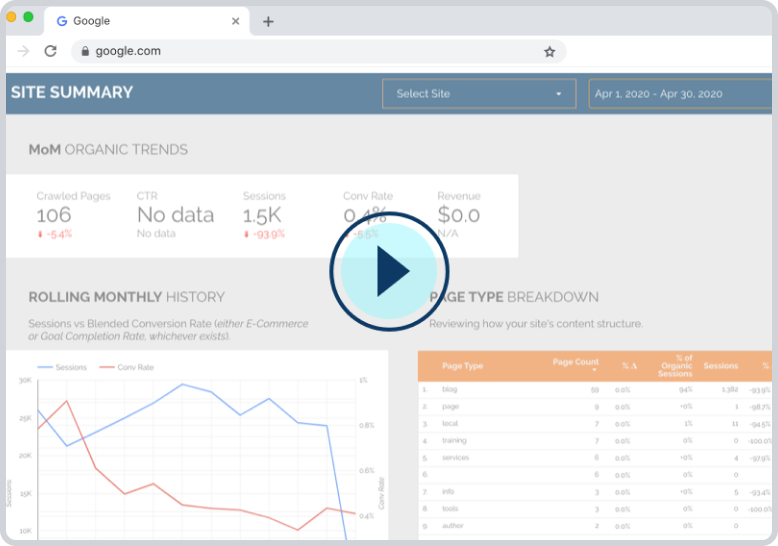 Google
google.com
SITE SUMMARY
Select Site
Apr 1, 2020 - Apr 30, 2020
MoM ORGANIC TRENDS
Crawled Pages CTR Sessions Conv Rate Revenue
106 No data 1.5K 0.4% $0.0
-5.4% No data -93.9% -5.5% N/A
ROLLING MONTHLY HISTORY
Sessions vs Blended Conversion Rate (either E-Commerce
or Goal Completion Rate, whichever exists).
PAGE TYPE BREAKDOWN
Reviewing how your site's content structure.
Sessions Conv Rate
30K 1%
25K 0.8%
20K 0.6%
15K 0.4%
10K
Sessions
Conv Rate
Page Type Page Count % Δ % of Organic Sessions Sessions %
1. blog 59 0.0% 94% 1,382 -93.9%
2. page 9 0.0% +0% 1 -98.7%
3. local 7 0.0% 1% 11 -94.5%
4. training 7 0.0% 0% 0 -100.0%
5. services 6 0.0% +0% 4 -97.9%
6. 6 0.0% 0% 0
7. info 3 0.0% +0% 5 -93.4%
8. tools 3 0.0% 0% 0 -100.0%
9. author 2 0.0% 0% 0